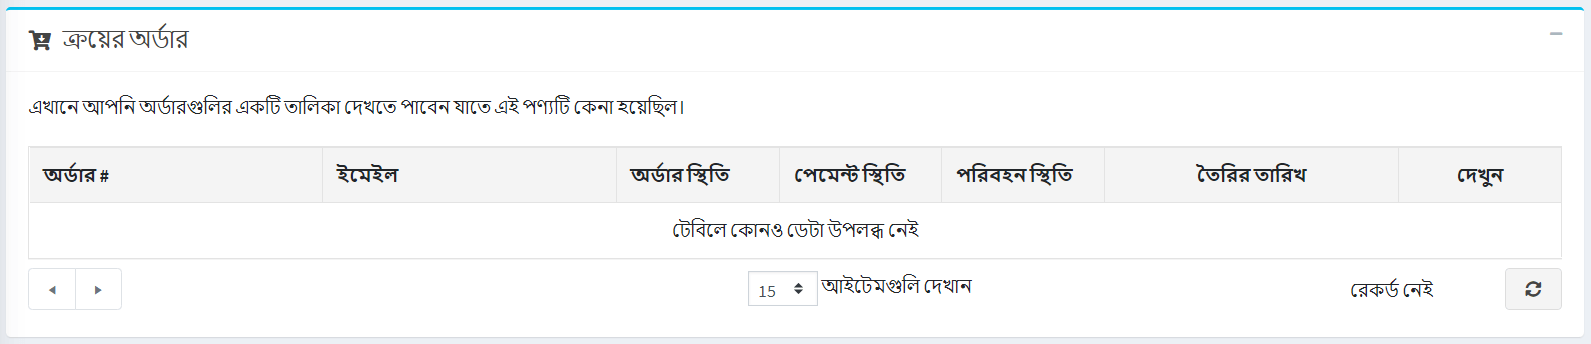 ক্রয়ের অর্ডার
এখানে আপনি অর্ডারগুলির একটি তালিকা দেখতে পাবেন যাতে এই পণ্যটি কেনা হয়েছিল।
অর্ডার # ইমেইল অর্ডার স্থিতি পেমেন্ট স্থিতি পরিবহন স্থিতি তৈরির তারিখ দেখুন
টেবিলে কোনও ডেটা উপলব্ধ নেই
15 আইটেমগুলি দেখান রেকর্ড নেই